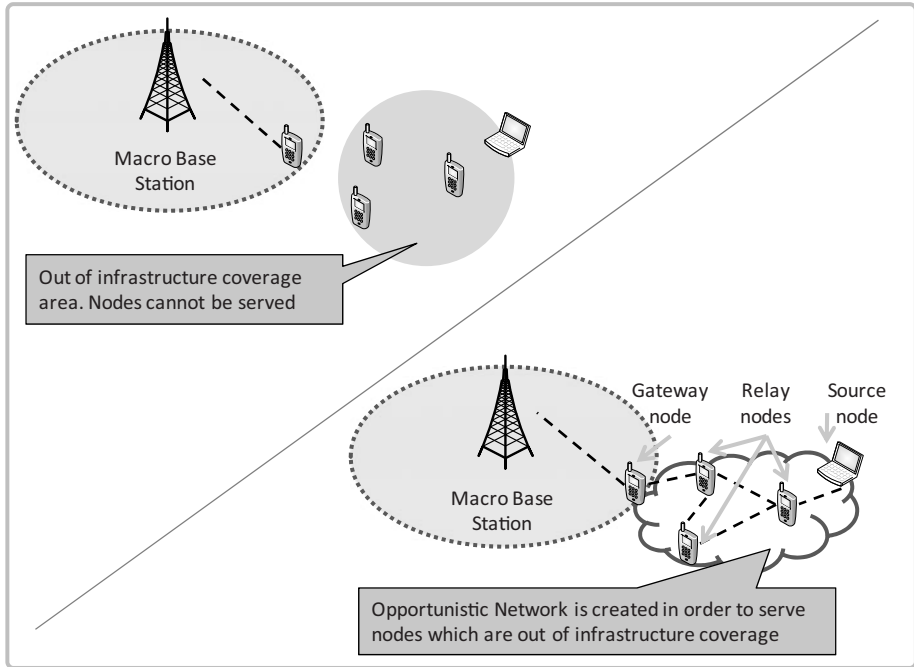 Macro Base
Station
Out of infrastructure coverage
area. Nodes cannot be served
Gateway
node
Relay
nodes
Source
node
Macro Base
Station
Opportunistic Network is created in order to serve
nodes which are out of infrastructure coverage